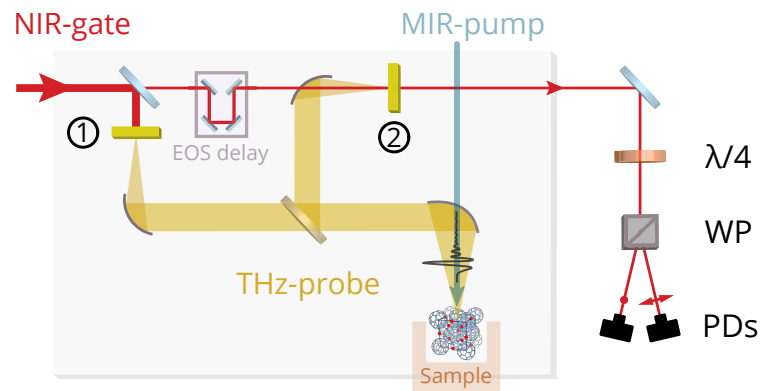 NIR-gate
MIR-pump
①
②
EOS delay
λ/4
WP
THz-probe
PDs
Sample